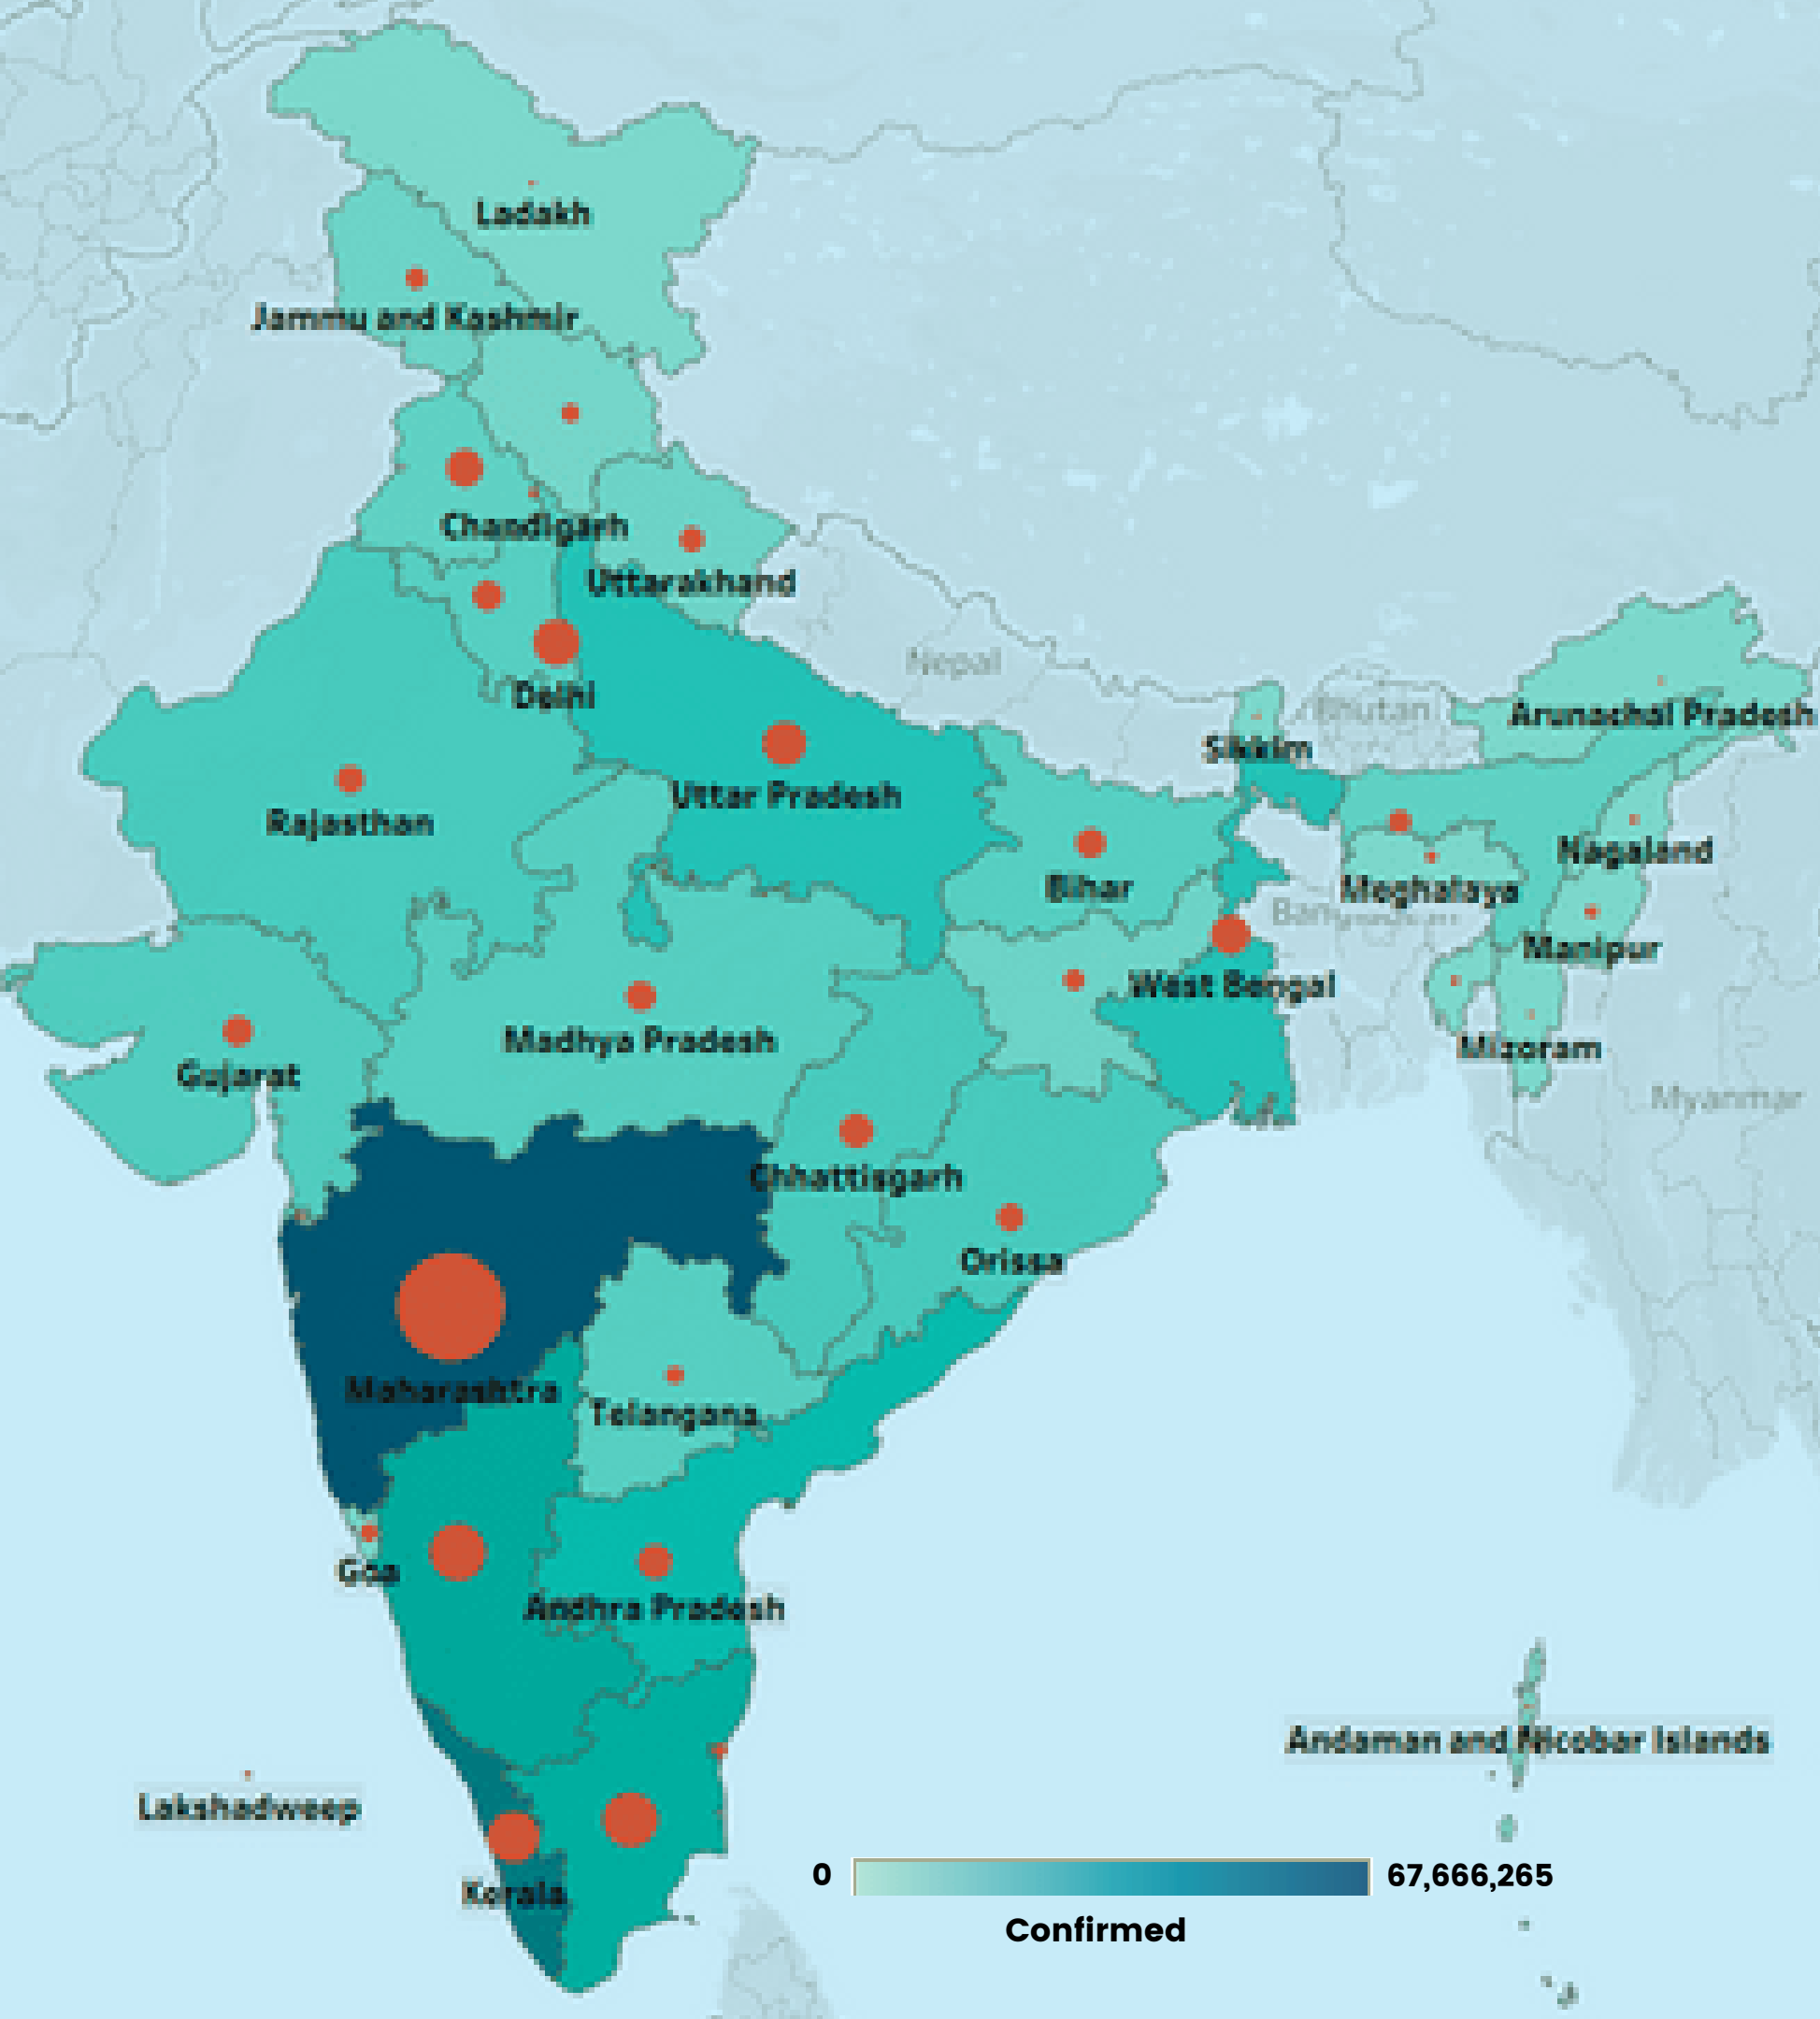 Ladakh
Jammu and Kashmir
Chandigarh
Uttarakhand
Nepal
Delhi
Bhutan
Arunachal Pradesh
Sikkim
Uttar Pradesh
Rajasthan
Nagaland
Bihar
Meghalaya
Manipur
West Bengal
Madhya Pradesh
Mizoram
Gujarat
Myanmar
Chhattisgarh
Orissa
Maharashtra
Telangana
Goa
Andhra Pradesh
Andaman and Nicobar Islands
Lakshadweep
0
67,666,265
Kerala
Confirmed